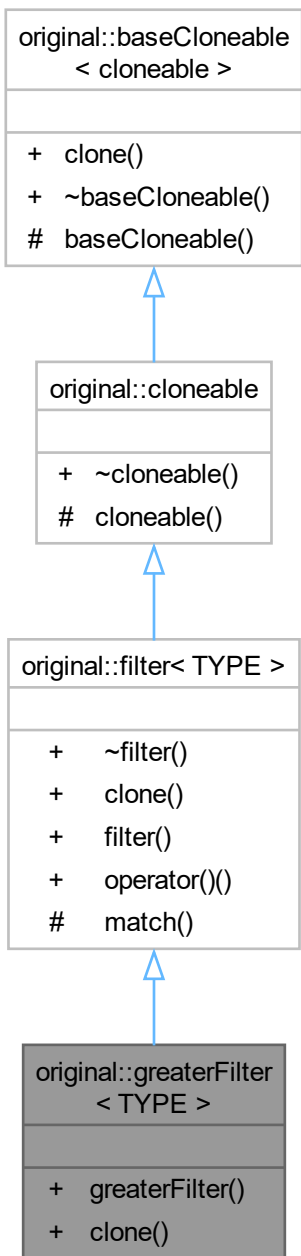 original::baseCloneable
< cloneable >
+ clone()
+ ~baseCloneable()
# baseCloneable()
original::cloneable
+ ~cloneable()
# cloneable()
original::filter< TYPE >
+ ~filter()
+ clone()
+ filter()
+ operator()()
# match()
original::greaterFilter
< TYPE >
+ greaterFilter()
+ clone()